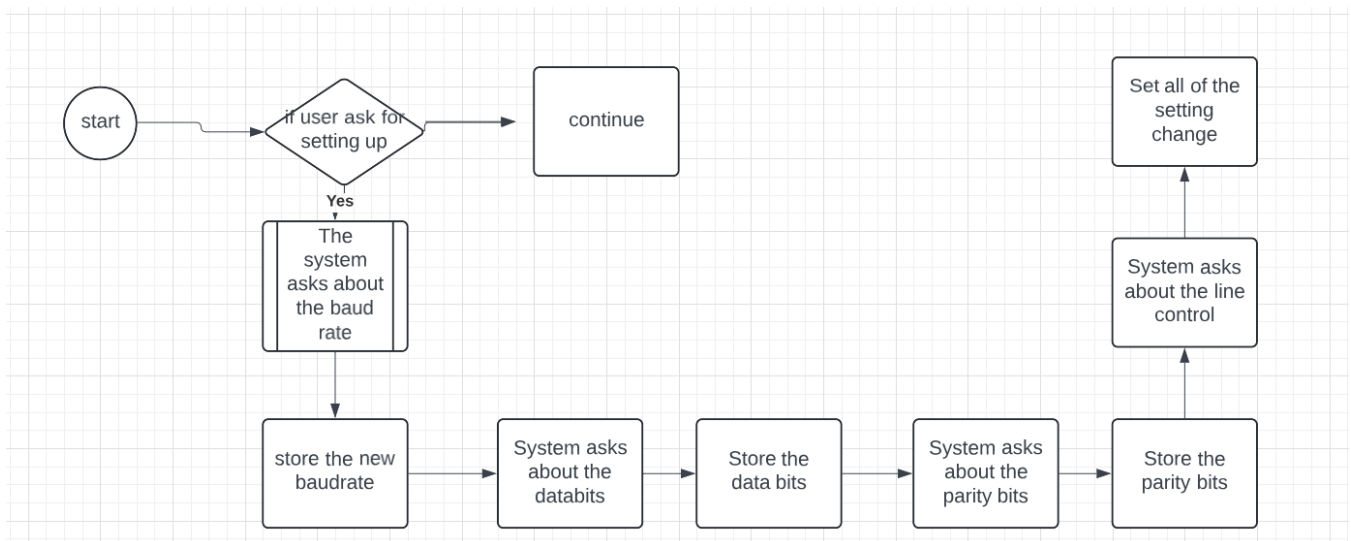 start
if user ask for
setting up
continue
Yes
The
system
asks about
the baud
rate
store the new
baudrate
System asks
about the
databits
Store the
data bits
System asks
about the
parity bits
Store the
parity bits
System asks
about the line
control
Set all of the
setting
change